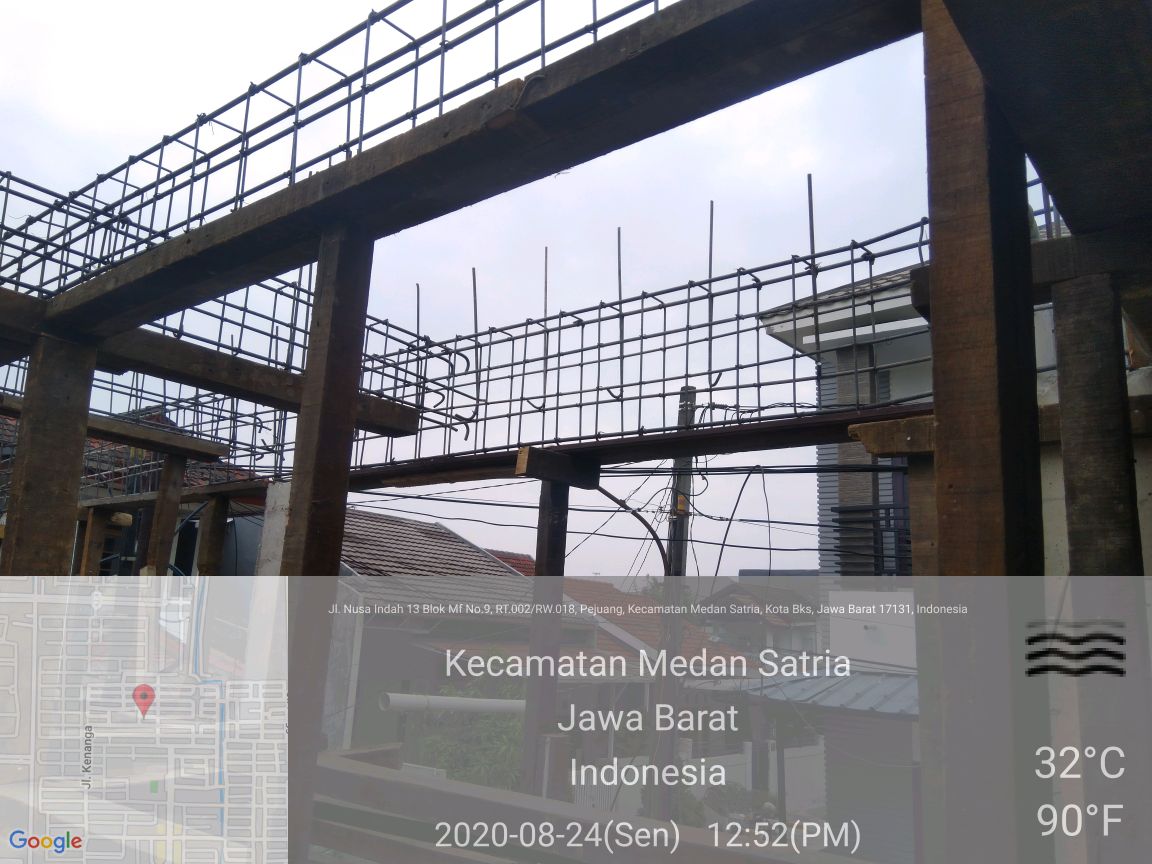 Jl. Nusa Indah 13 Blok Mf No.9, RT.002/RW.018, Pejuang, Kecamatan Medan Satria, Kota Bks, Jawa Barat 17131, Indonesia
Kecamatan Medan Satria
Jawa Barat
Indonesia
2020-08-24(Sen) 12:52(PM)
32°C
90°F
Jl. Kenanga
Google